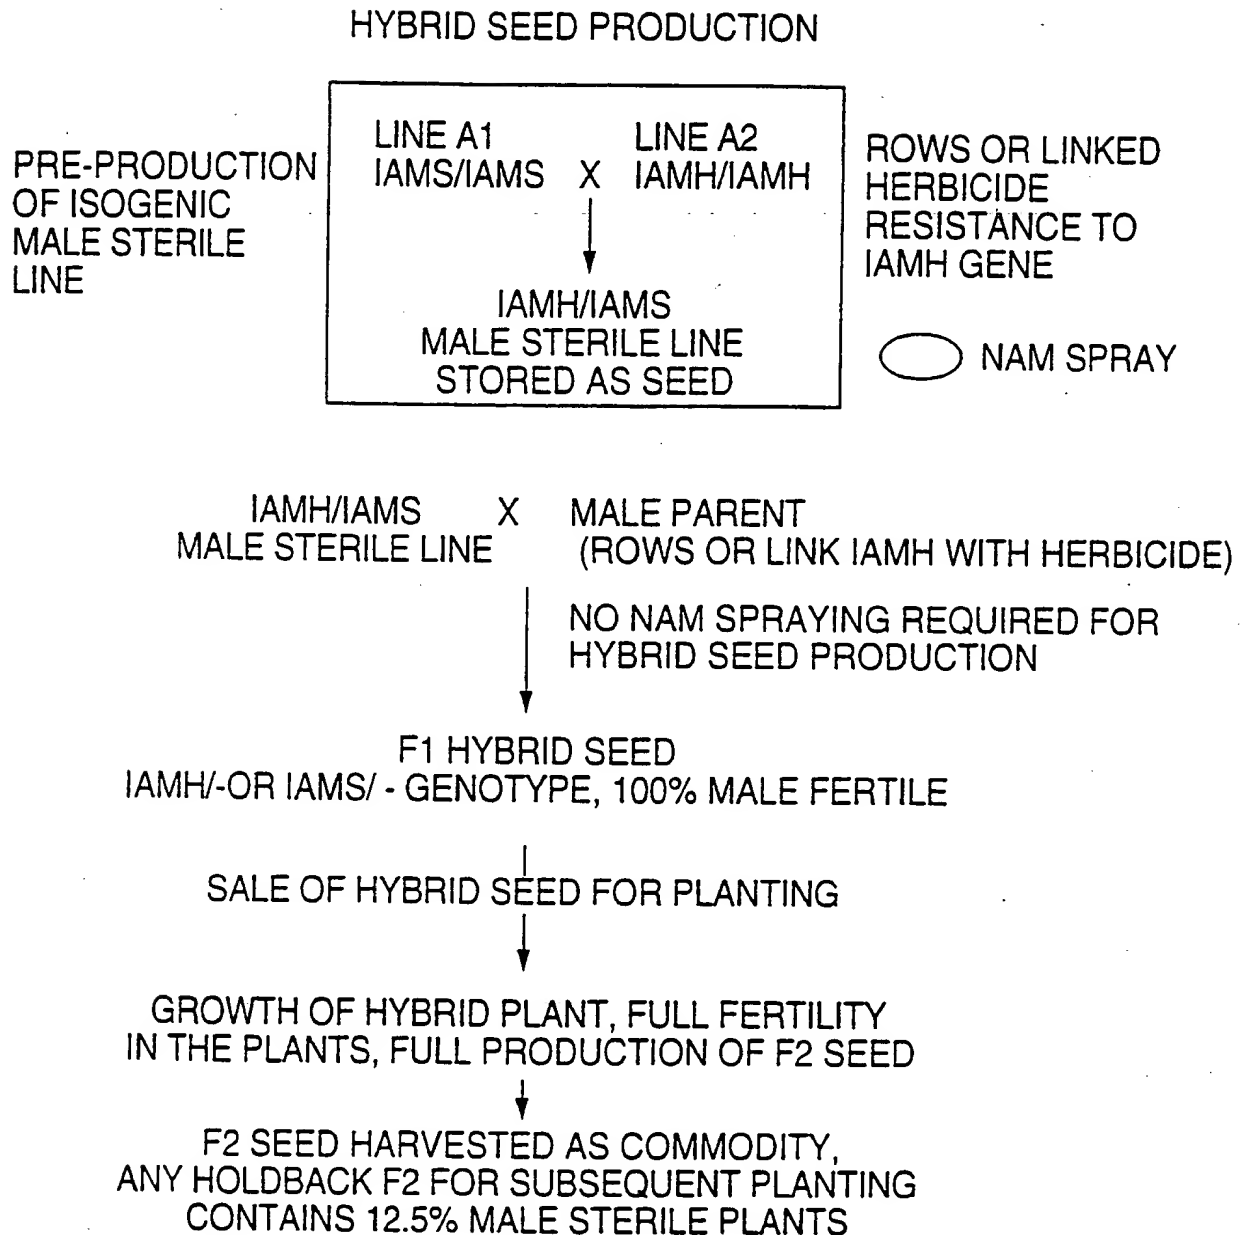 HYBRID SEED PRODUCTION
PRE-PRODUCTION
OF ISOGENIC
MALE STERILE
LINE
LINE A1
IAMS/IAMS X
LINE A2
IAMH/IAMH
IAMH/IAMS
MALE STERILE LINE
STORED AS SEED
ROWS OR LINKED
HERBICIDE
RESISTANCE TO
IAMH GENE
NAM SPRAY
IAMH/IAMS X MALE PARENT
MALE STERILE LINE (ROWS OR LINK IAMH WITH HERBICIDE)
NO NAM SPRAYING REQUIRED FOR
HYBRID SEED PRODUCTION
F1 HYBRID SEED
IAMH/-OR IAMS/ - GENOTYPE, 100% MALE FERTILE
SALE OF HYBRID SEED FOR PLANTING
GROWTH OF HYBRID PLANT, FULL FERTILITY
IN THE PLANTS, FULL PRODUCTION OF F2 SEED
F2 SEED HARVESTED AS COMMODITY,
ANY HOLDBACK F2 FOR SUBSEQUENT PLANTING
CONTAINS 12.5% MALE STERILE PLANTS